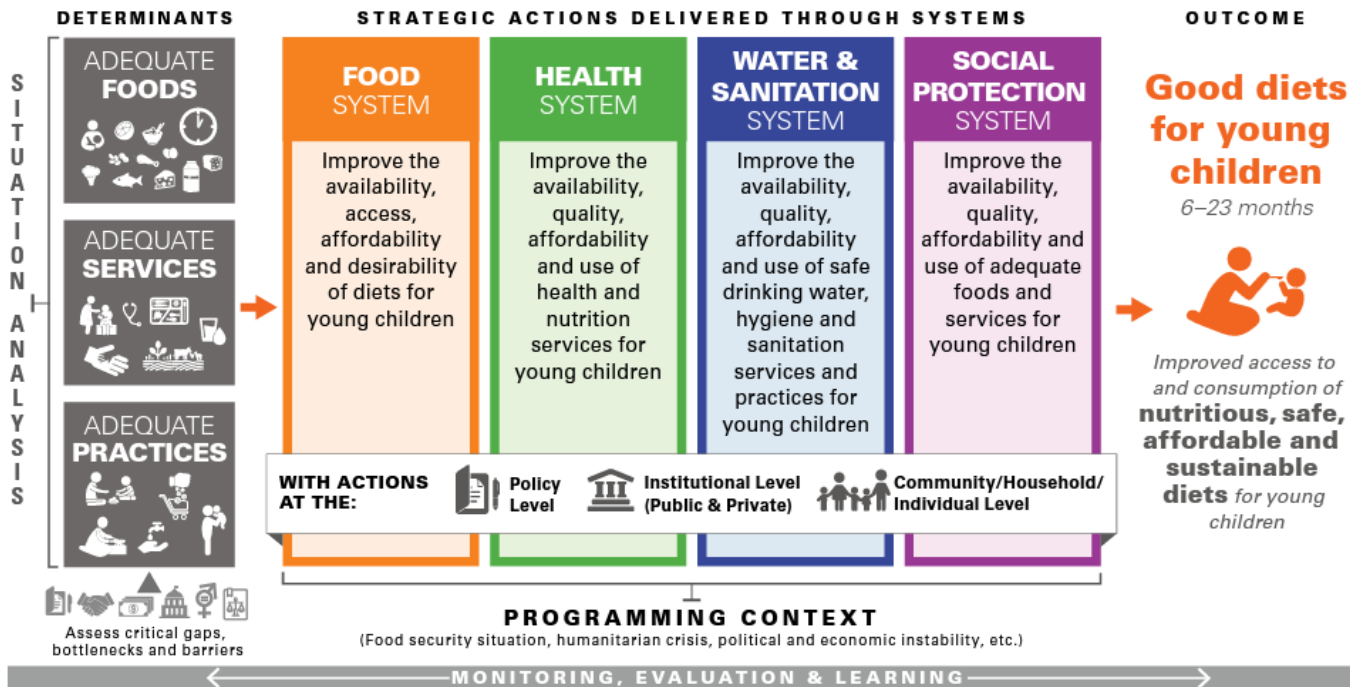 DETERMINANTS
STRATEGIC ACTIONS DELIVERED THROUGH SYSTEMS
OUTCOME
SITUATION ANALYSIS
ADEQUATE
FOODS
ADEQUATE
SERVICES
ADEQUATE
PRACTICES
Assess critical gaps,
bottlenecks and barriers
FOOD
SYSTEM
Improve the
availability,
access,
affordability
and desirability
of diets for
young children
HEALTH
SYSTEM
Improve the
availability,
quality,
affordability
and use of
health and
nutrition
services for
young children
WATER &
SANITATION
SYSTEM
Improve the
availability,
quality,
affordability
and use of safe
drinking water,
hygiene and
sanitation
services and
practices for
young children
SOCIAL
PROTECTION
SYSTEM
Improve the
availability,
quality,
affordability and
use of adequate
foods and
services for
young children
WITH ACTIONS
AT THE:
Policy
Level
Institutional Level
(Public & Private)
Community/Household/
Individual Level
PROGRAMMING CONTEXT
(Food security situation, humanitarian crisis, political and economic instability, etc.)
Good diets
for young
children
6–23 months
Improved access to
and consumption of
nutritious, safe,
affordable and
sustainable
diets for young
children
MONITORING, EVALUATION & LEARNING